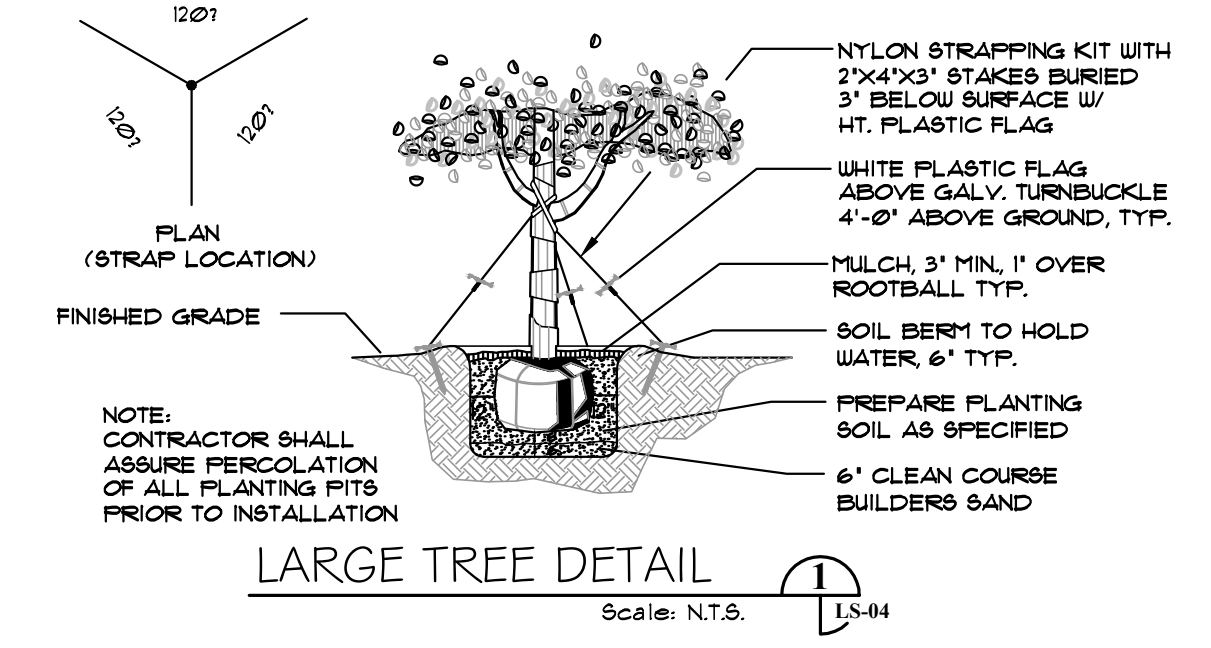 120?
120?
120?
PLAN
(STRAP LOCATION)
FINISHED GRADE
NOTE:
CONTRACTOR SHALL
ASSURE PERCOLATION
OF ALL PLANTING PITS
PRIOR TO INSTALLATION
NYLON STRAPPING KIT WITH
2"X4"X3" STAKES BURIED
3" BELOW SURFACE W/
HT. PLASTIC FLAG
WHITE PLASTIC FLAG
ABOVE GALV. TURNBUCKLE
4'-0" ABOVE GROUND, TYP.
MULCH, 3" MIN., 1" OVER
ROOTBALL TYP.
SOIL BERM TO HOLD
WATER, 6" TYP.
PREPARE PLANTING
SOIL AS SPECIFIED
6" CLEAN COURSE
BUILDERS SAND
LARGE TREE DETAIL
1
Scale: N.T.S.
LS-04